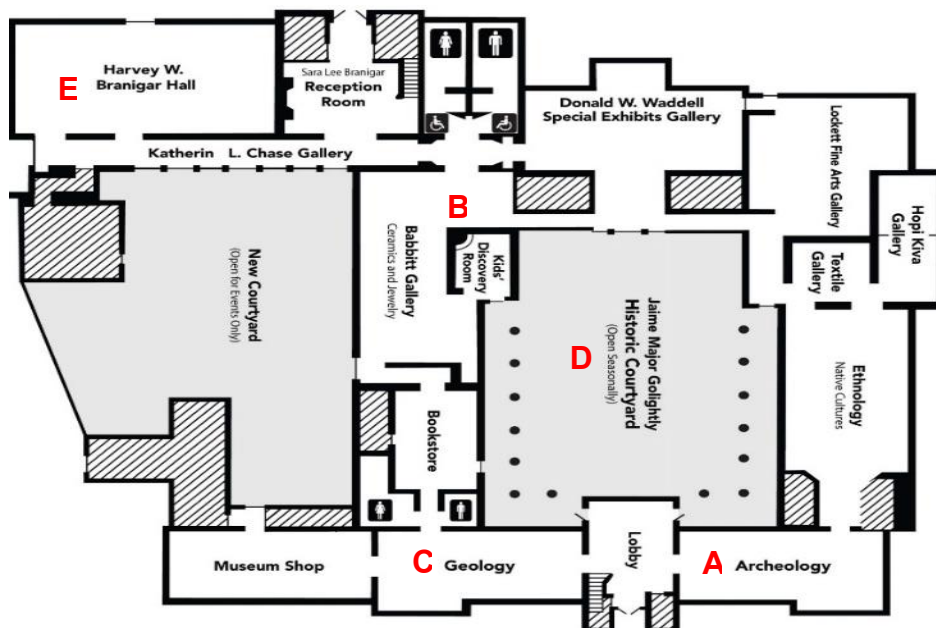 Harvey W.
Branigar Hall
E
Sara Lee Branigar
Reception
Room
Donald W. Waddell
Special Exhibits Gallery
Lockett Fine Arts Gallery
Katherin L. Chase Gallery
B
Hopi Kiva
Gallery
Kids'
Discovery
Room
Textile
Gallery
New Courtyard
(Open for Events Only)
Babbitt Gallery
Ceramics and Jewelry
D
Jaime Major Golightly
Historic Courtyard
(Open Seasonally)
Ethnology
Native Cultures
Bookstore
Museum Shop
C
Geology
Lobby
A
Archeology